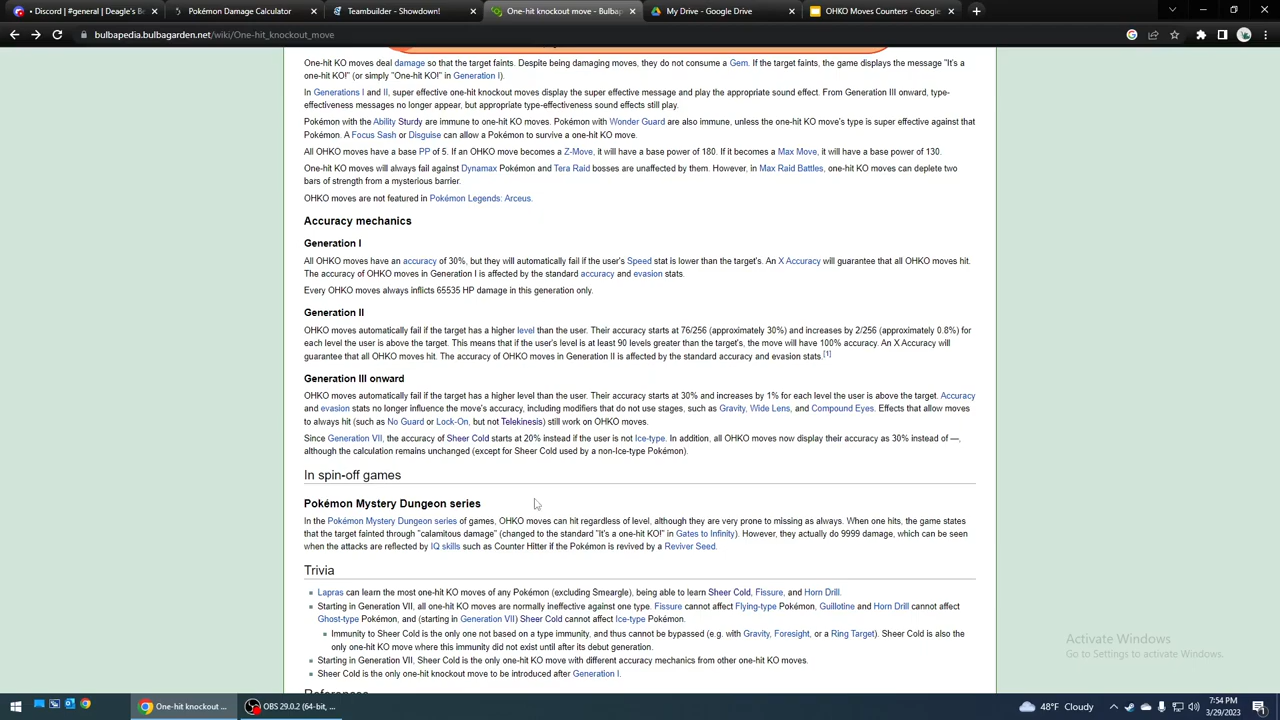 Discord | #general | Deagle's Be
Pokémon Damage Calculator
Teambuilder - Showdown!
One-hit knockout move - Bulbap
My Drive - Google Drive
OHKO Moves Counters - Google
bulbapedia.bulbagarden.net/wiki/One-hit_knockout_move
One-hit KO moves deal damage so that the target faints. Despite being damaging moves, they do not consume a Gem. If the target faints, the game displays the message "It's a
one-hit KO!" (or simply "One-hit KO!" in Generation I).
In Generations I and II, super effective one-hit knockout moves display the super effective message and play the appropriate sound effect. From Generation III onward, type-
effectiveness messages no longer appear, but appropriate type-effectiveness sound effects still play.
Pokémon with the Ability Sturdy are immune to one-hit KO moves. Pokémon with Wonder Guard are also immune, unless the one-hit KO move's type is super effective against that
Pokémon. A Focus Sash or Disguise can allow a Pokémon to survive a one-hit KO move.
All OHKO moves have a base PP of 5. If an OHKO move becomes a Z-Move, it will have a base power of 180. If it becomes a Max Move, it will have a base power of 130.
One-hit KO moves will always fail against Dynamax Pokémon and Tera Raid bosses are unaffected by them. However, in Max Raid Battles, one-hit KO moves can deplete two
bars of strength from a mysterious barrier.
OHKO moves are not featured in Pokémon Legends: Arceus.
Accuracy mechanics
Generation I
All OHKO moves have an accuracy of 30%, but they will automatically fail if the user's Speed stat is lower than the target's. An X Accuracy will guarantee that all OHKO moves hit.
The accuracy of OHKO moves in Generation I is affected by the standard accuracy and evasion stats.
Every OHKO moves always inflicts 65535 HP damage in this generation only.
Generation II
OHKO moves automatically fail if the target has a higher level than the user. Their accuracy starts at 76/256 (approximately 30%) and increases by 2/256 (approximately 0.8%) for
each level the user is above the target. This means that if the user's level is at least 90 levels greater than the target's, the move will have 100% accuracy. An X Accuracy will
guarantee that all OHKO moves hit. The accuracy of OHKO moves in Generation II is affected by the standard accuracy and evasion stats.[1]
Generation III onward
OHKO moves automatically fail if the target has a higher level than the user. Their accuracy starts at 30% and increases by 1% for each level the user is above the target. Accuracy
and evasion stats no longer influence the move's accuracy, including modifiers that do not use stages, such as Gravity, Wide Lens, and Compound Eyes. Effects that allow moves
to always hit (such as No Guard or Lock-On, but not Telekinesis) still work on OHKO moves.
Since Generation VII, the accuracy of Sheer Cold starts at 20% instead if the user is not Ice-type. In addition, all OHKO moves now display their accuracy as 30% instead of —,
although the calculation remains unchanged (except for Sheer Cold used by a non-Ice-type Pokémon).
In spin-off games
Pokémon Mystery Dungeon series
In the Pokémon Mystery Dungeon series of games, OHKO moves can hit regardless of level, although they are very prone to missing as always. When one hits, the game states
that the target fainted through "calamitous damage" (changed to the standard "It's a one-hit KO!" in Gates to Infinity). However, they actually do 9999 damage, which can be seen
when the attacks are reflected by IQ skills such as Counter Hitter if the Pokémon is revived by a Reviver Seed.
Trivia
Lapras can learn the most one-hit KO moves of any Pokémon (excluding Smeargle), being able to learn Sheer Cold, Fissure, and Horn Drill.
Starting in Generation VII, all one-hit KO moves are normally ineffective against one type. Fissure cannot affect Flying-type Pokémon, Guillotine and Horn Drill cannot affect
Ghost-type Pokémon, and (starting in Generation VII) Sheer Cold cannot affect Ice-type Pokémon.
Immunity to Sheer Cold is the only one not based on a type immunity, and thus cannot be bypassed (e.g. with Gravity, Foresight, or a Ring Target). Sheer Cold is also the
only one-hit KO move where this immunity did not exist until after its debut generation.
Starting in Generation VII, Sheer Cold is the only one-hit KO move with different accuracy mechanics from other one-hit KO moves.
Sheer Cold is the only one-hit knockout move to be introduced after Generation I.
References
Activate Windows
Go to Settings to activate Windows.
One-hit knockout ...
OBS 29.0.2 (64-bit, ...
48°F Cloudy
7:54 PM
3/29/2023